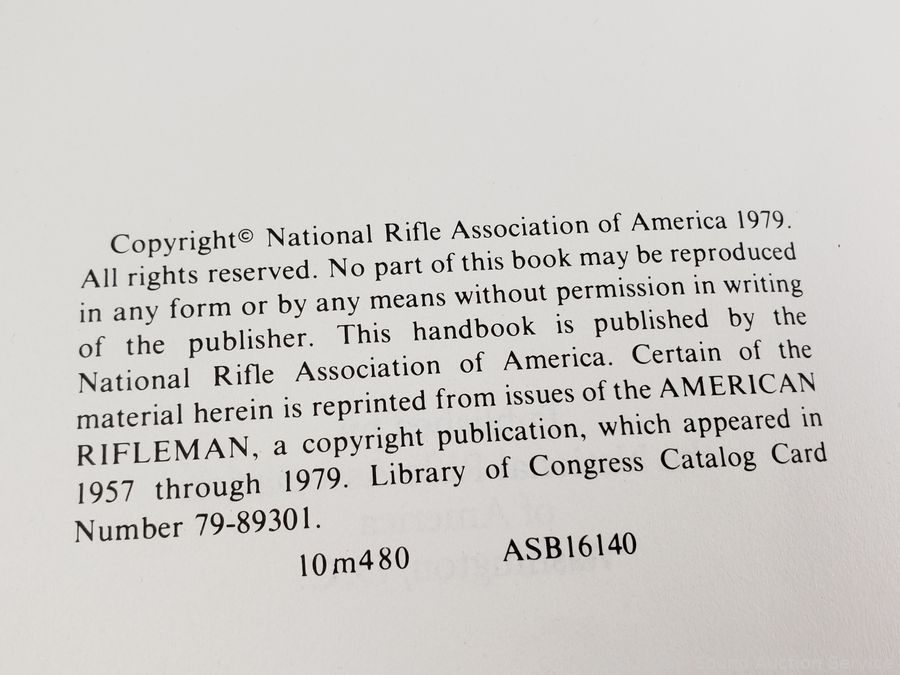 Copyright© National Rifle Association of America 1979.
All rights reserved. No part of this book may be reproduced
in any form or by any means without permission in writing
of the publisher. This handbook is published by the
National Rifle Association of America. Certain of the
material herein is reprinted from issues of the AMERICAN
RIFLEMAN, a copyright publication, which appeared in
1957 through 1979. Library of Congress Catalog Card
Number 79-89301.
10m480 ASB16140
Sound Auction Service